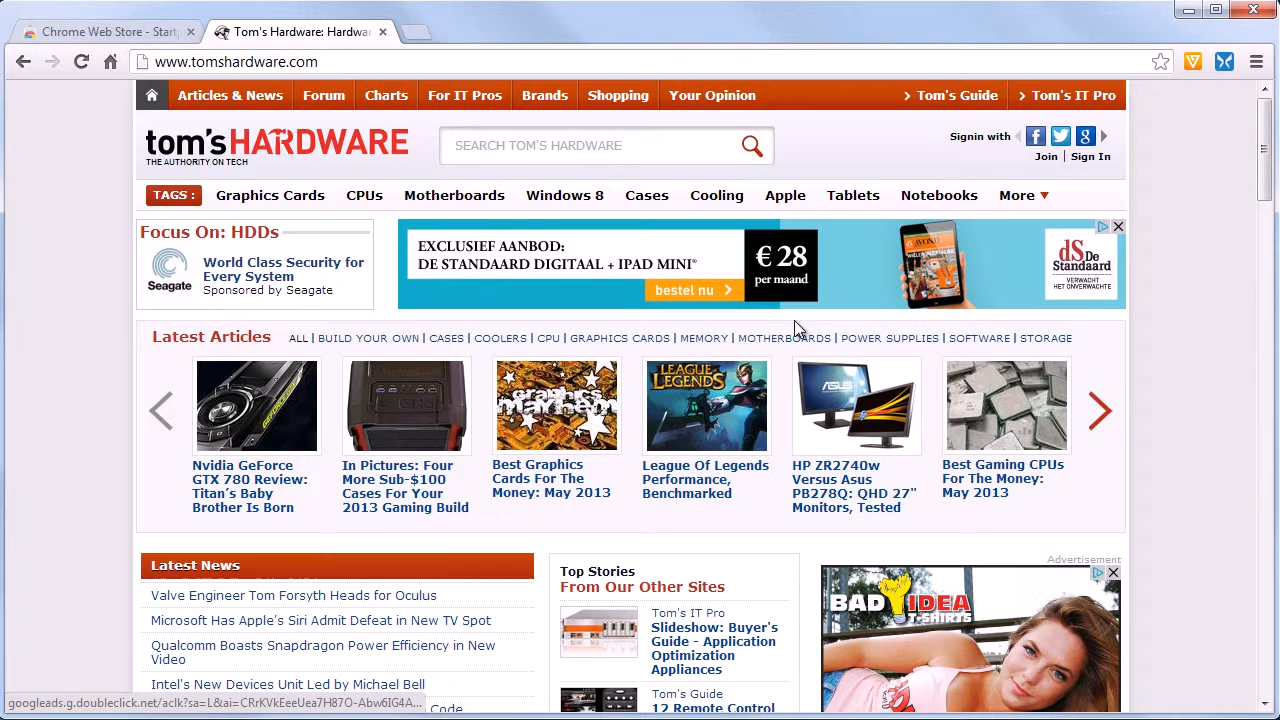 Chrome Web Store - Start
Tom's Hardware: Hardwa
www.tomshardware.com
Articles & News
Forum
Charts
For IT Pros
Brands
Shopping
Your Opinion
Tom's Guide
Tom's IT Pro
tom's HARDWARE
THE AUTHORITY ON TECH
SEARCH TOM'S HARDWARE
Signin with
Join | Sign In
TAGS :
Graphics Cards
CPUs
Motherboards
Windows 8
Cases
Cooling
Apple
Tablets
Notebooks
More
Focus On: HDDs
Seagate
World Class Security for
Every System
Sponsored by Seagate
EXCLUSIEF AANBOD:
DE STANDAARD DIGITAAL + IPAD MINI*
bestel nu
€ 28
per maand
dS De
Standaard
VERWACHT
HET ONVERWACHTE
Latest Articles
ALL | BUILD YOUR OWN | CASES | COOLERS | CPU | GRAPHICS CARDS | MEMORY | MOTHERBOARDS | POWER SUPPLIES | SOFTWARE | STORAGE
graphics
mayhem
LEAGUE OF
LEGENDS
ASUS
Nvidia GeForce
GTX 780 Review:
Titan's Baby
Brother Is Born
In Pictures: Four
More Sub-$100
Cases For Your
2013 Gaming Build
Best Graphics
Cards For The
Money: May 2013
League Of Legends
Performance,
Benchmarked
HP ZR2740w
Versus Asus
PB278Q: QHD 27"
Monitors, Tested
Best Gaming CPUs
For The Money:
May 2013
Latest News
Valve Engineer Tom Forsyth Heads for Oculus
Microsoft Has Apple's Siri Admit Defeat in New TV Spot
Qualcomm Boasts Snapdragon Power Efficiency in New
Video
Intel's New Devices Unit Led by Michael Bell
Code
Top Stories
From Our Other Sites
Tom's IT Pro
Slideshow: Buyer's
Guide - Application
Optimization
Appliances
Tom's Guide
12 Remote Control
Advertisement
BAD IDEA
T-SHIRTS